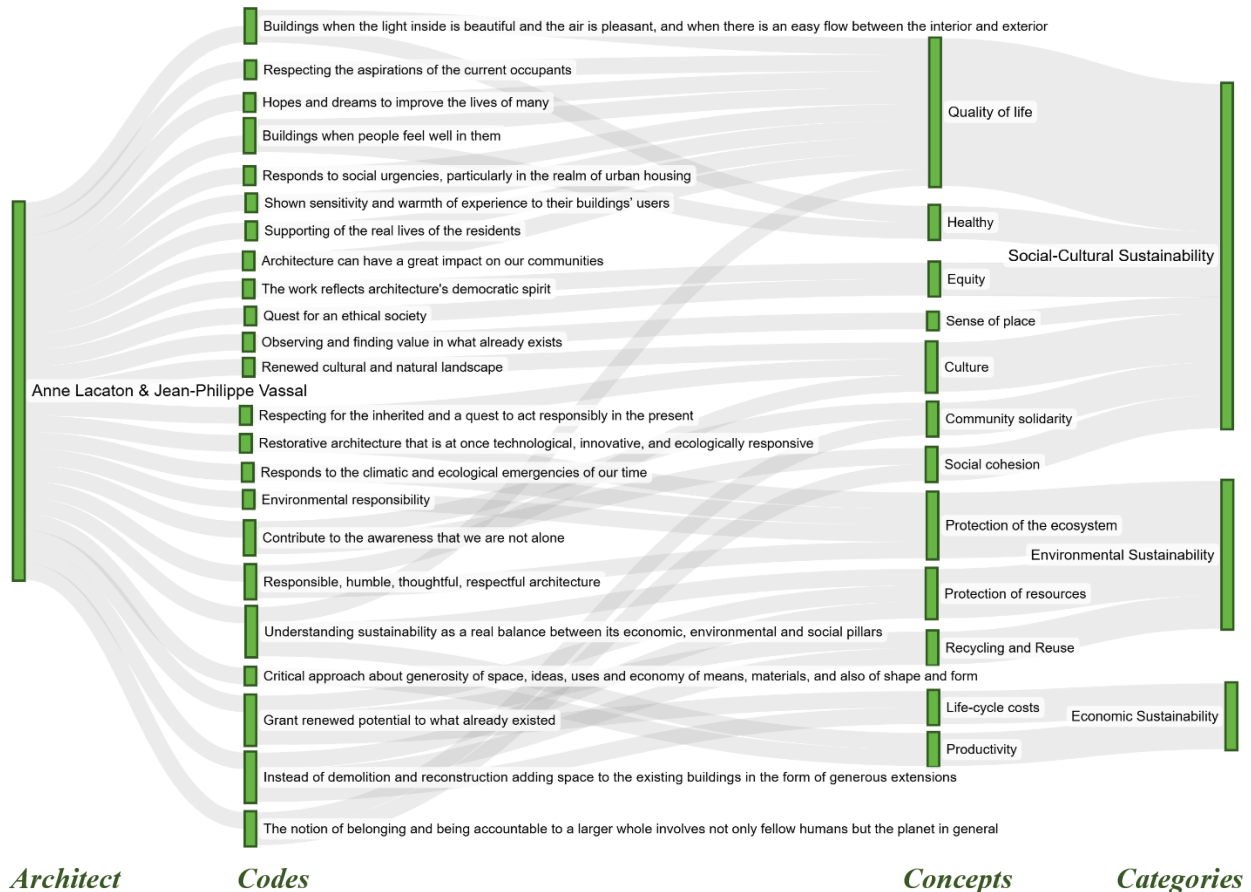 Buildings when the light inside is beautiful and the air is pleasant, and when there is an easy flow between the interior and exterior
Respecting the aspirations of the current occupants
Hopes and dreams to improve the lives of many
Buildings when people feel well in them
Responds to social urgencies, particularly in the realm of urban housing
Shown sensitivity and warmth of experience to their buildings’ users
Supporting of the real lives of the residents
Architecture can have a great impact on our communities
The work reflects architecture's democratic spirit
Quest for an ethical society
Observing and finding value in what already exists
Renewed cultural and natural landscape
Anne Lacaton & Jean-Philippe Vassal
Respecting for the inherited and a quest to act responsibly in the present
Restorative architecture that is at once technological, innovative, and ecologically responsive
Responds to the climatic and ecological emergencies of our time
Environmental responsibility
Contribute to the awareness that we are not alone
Responsible, humble, thoughtful, respectful architecture
Understanding sustainability as a real balance between its economic, environmental and social pillars
Critical approach about generosity of space, ideas, uses and economy of means, materials, and also of shape and form
Grant renewed potential to what already existed
Instead of demolition and reconstruction adding space to the existing buildings in the form of generous extensions
The notion of belonging and being accountable to a larger whole involves not only fellow humans but the planet in general
Quality of life
Healthy
Equity
Sense of place
Culture
Community solidarity
Social cohesion
Protection of the ecosystem
Protection of resources
Recycling and Reuse
Life-cycle costs
Productivity
Social-Cultural Sustainability
Environmental Sustainability
Economic Sustainability
Architect
Codes
Concepts
Categories